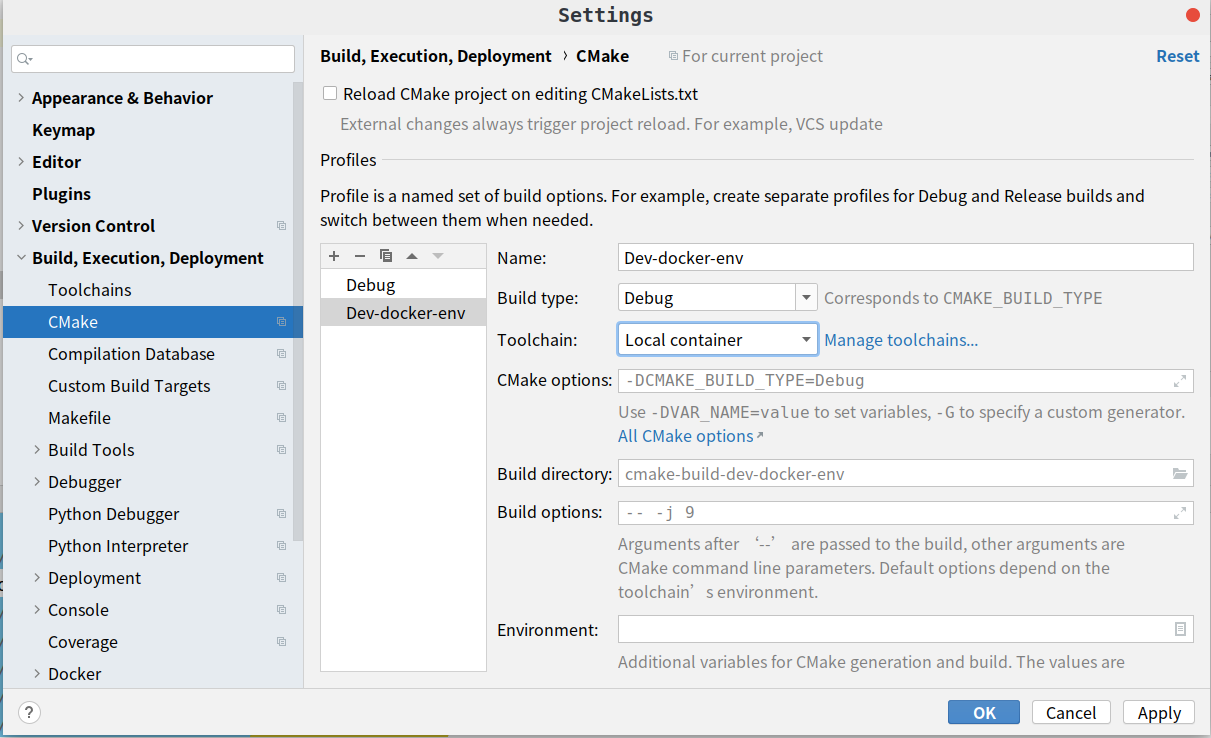 Settings
Build, Execution, Deployment › CMake For current project Reset
Appearance & Behavior
Keymap
Editor
Plugins
Version Control
Build, Execution, Deployment
Toolchains
CMake
Compilation Database
Custom Build Targets
Makefile
Build Tools
Debugger
Python Debugger
Python Interpreter
Deployment
Console
Coverage
Docker
Reload CMake project on editing CMakeLists.txt
External changes always trigger project reload. For example, VCS update
Profiles
Profile is a named set of build options. For example, create separate profiles for Debug and Release builds and
switch between them when needed.
Debug
Dev-docker-env
Name: Dev-docker-env
Build type: Debug Corresponds to CMAKE_BUILD_TYPE
Toolchain: Local container Manage toolchains...
CMake options: -DCMAKE_BUILD_TYPE=Debug
Use -DVAR_NAME=value to set variables, -G to specify a custom generator.
All CMake options↗
Build directory: cmake-build-dev-docker-env
Build options: -- -j 9
Arguments after ‘--’ are passed to the build, other arguments are
CMake command line parameters. Default options depend on the
toolchain’s environment.
Environment:
Additional variables for CMake generation and build. The values are
? OK Cancel Apply